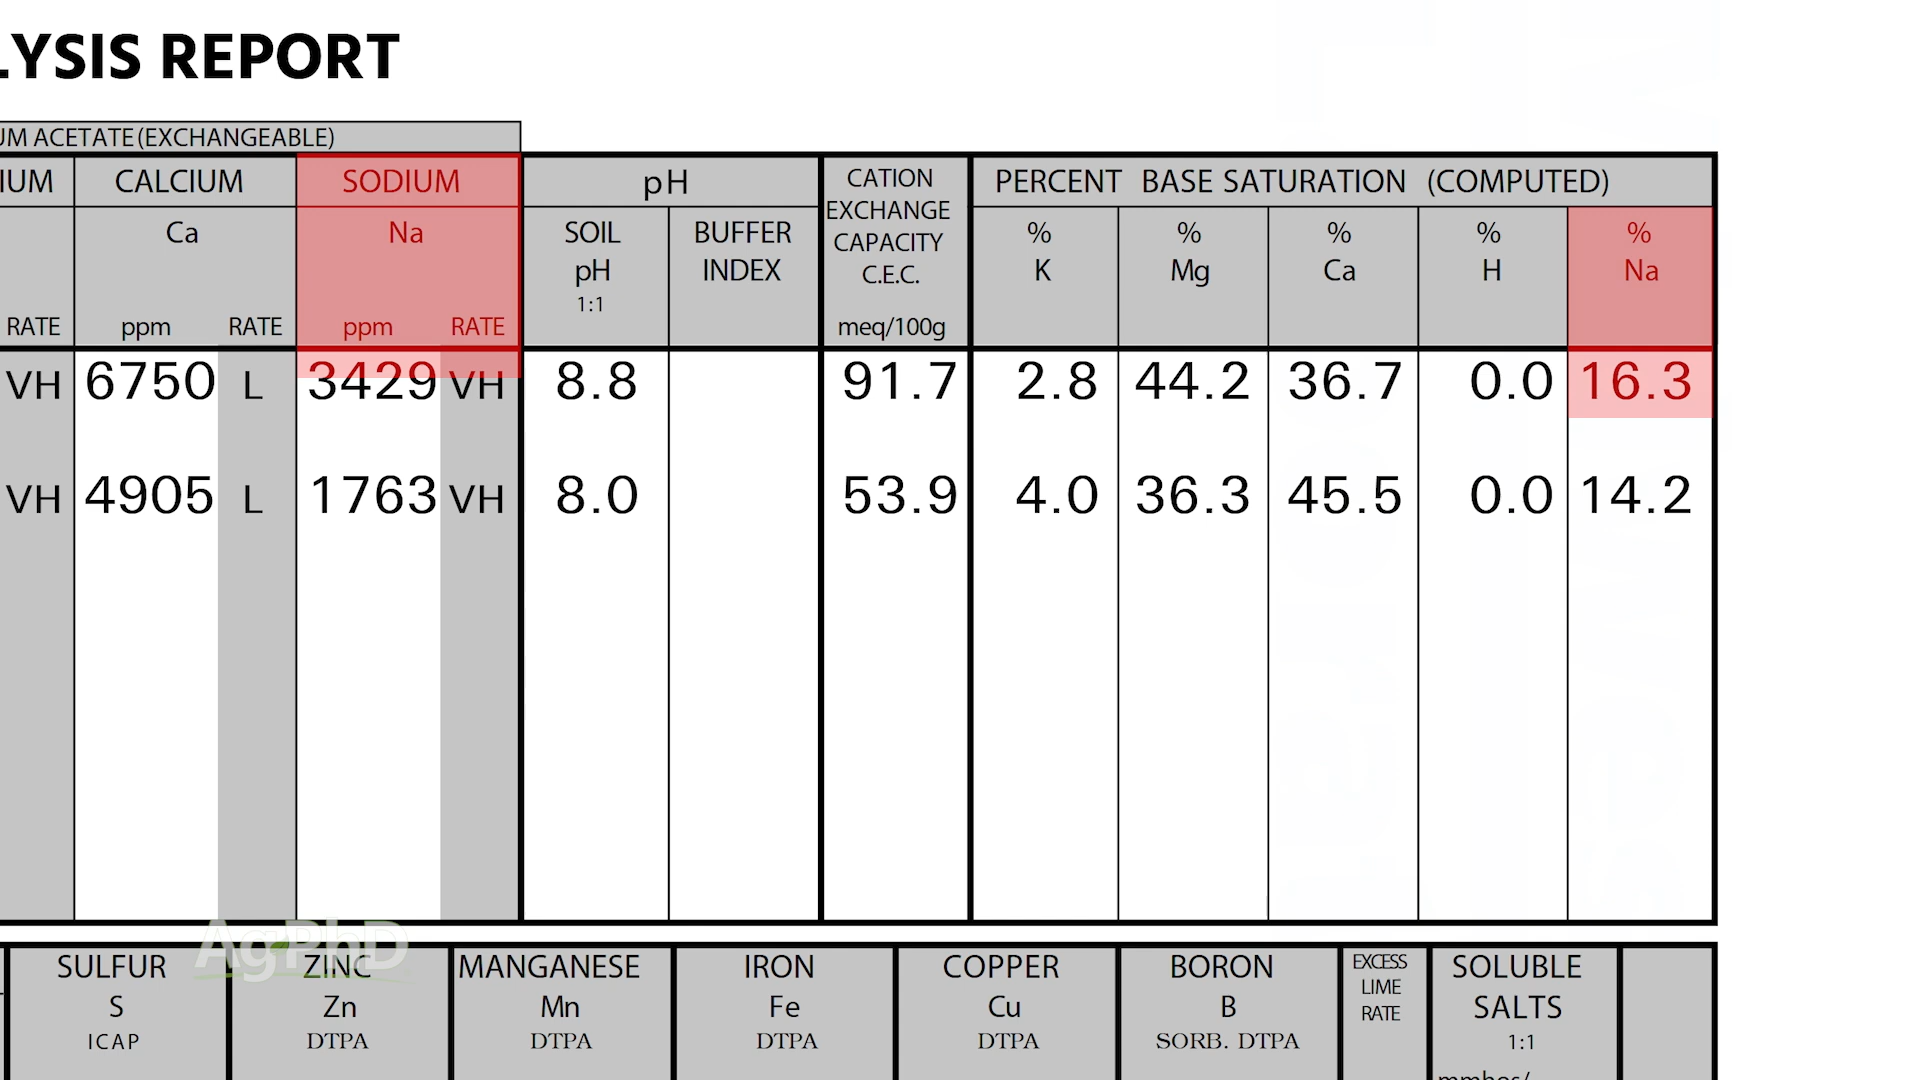 LYSIS REPORT
UM ACETATE (EXCHANGEABLE)
IUM CALCIUM SODIUM pH CATION EXCHANGE CAPACITY C.E.C. PERCENT BASE SATURATION (COMPUTED)
Ca Na SOIL pH 1:1 BUFFER INDEX % K % Mg % Ca % H % Na
RATE ppm RATE ppm RATE meq/100g
VH 6750 L 3429 VH 8.8 91.7 2.8 44.2 36.7 0.0 16.3
VH 4905 L 1763 VH 8.0 53.9 4.0 36.3 45.5 0.0 14.2
AgPhD
SULFUR ZINC MANGANESE IRON COPPER BORON EXCESS LIME RATE SOLUBLE SALTS
S Zn Mn Fe Cu B
ICAP DTPA DTPA DTPA DTPA SORB. DTPA 1:1
mmhos/